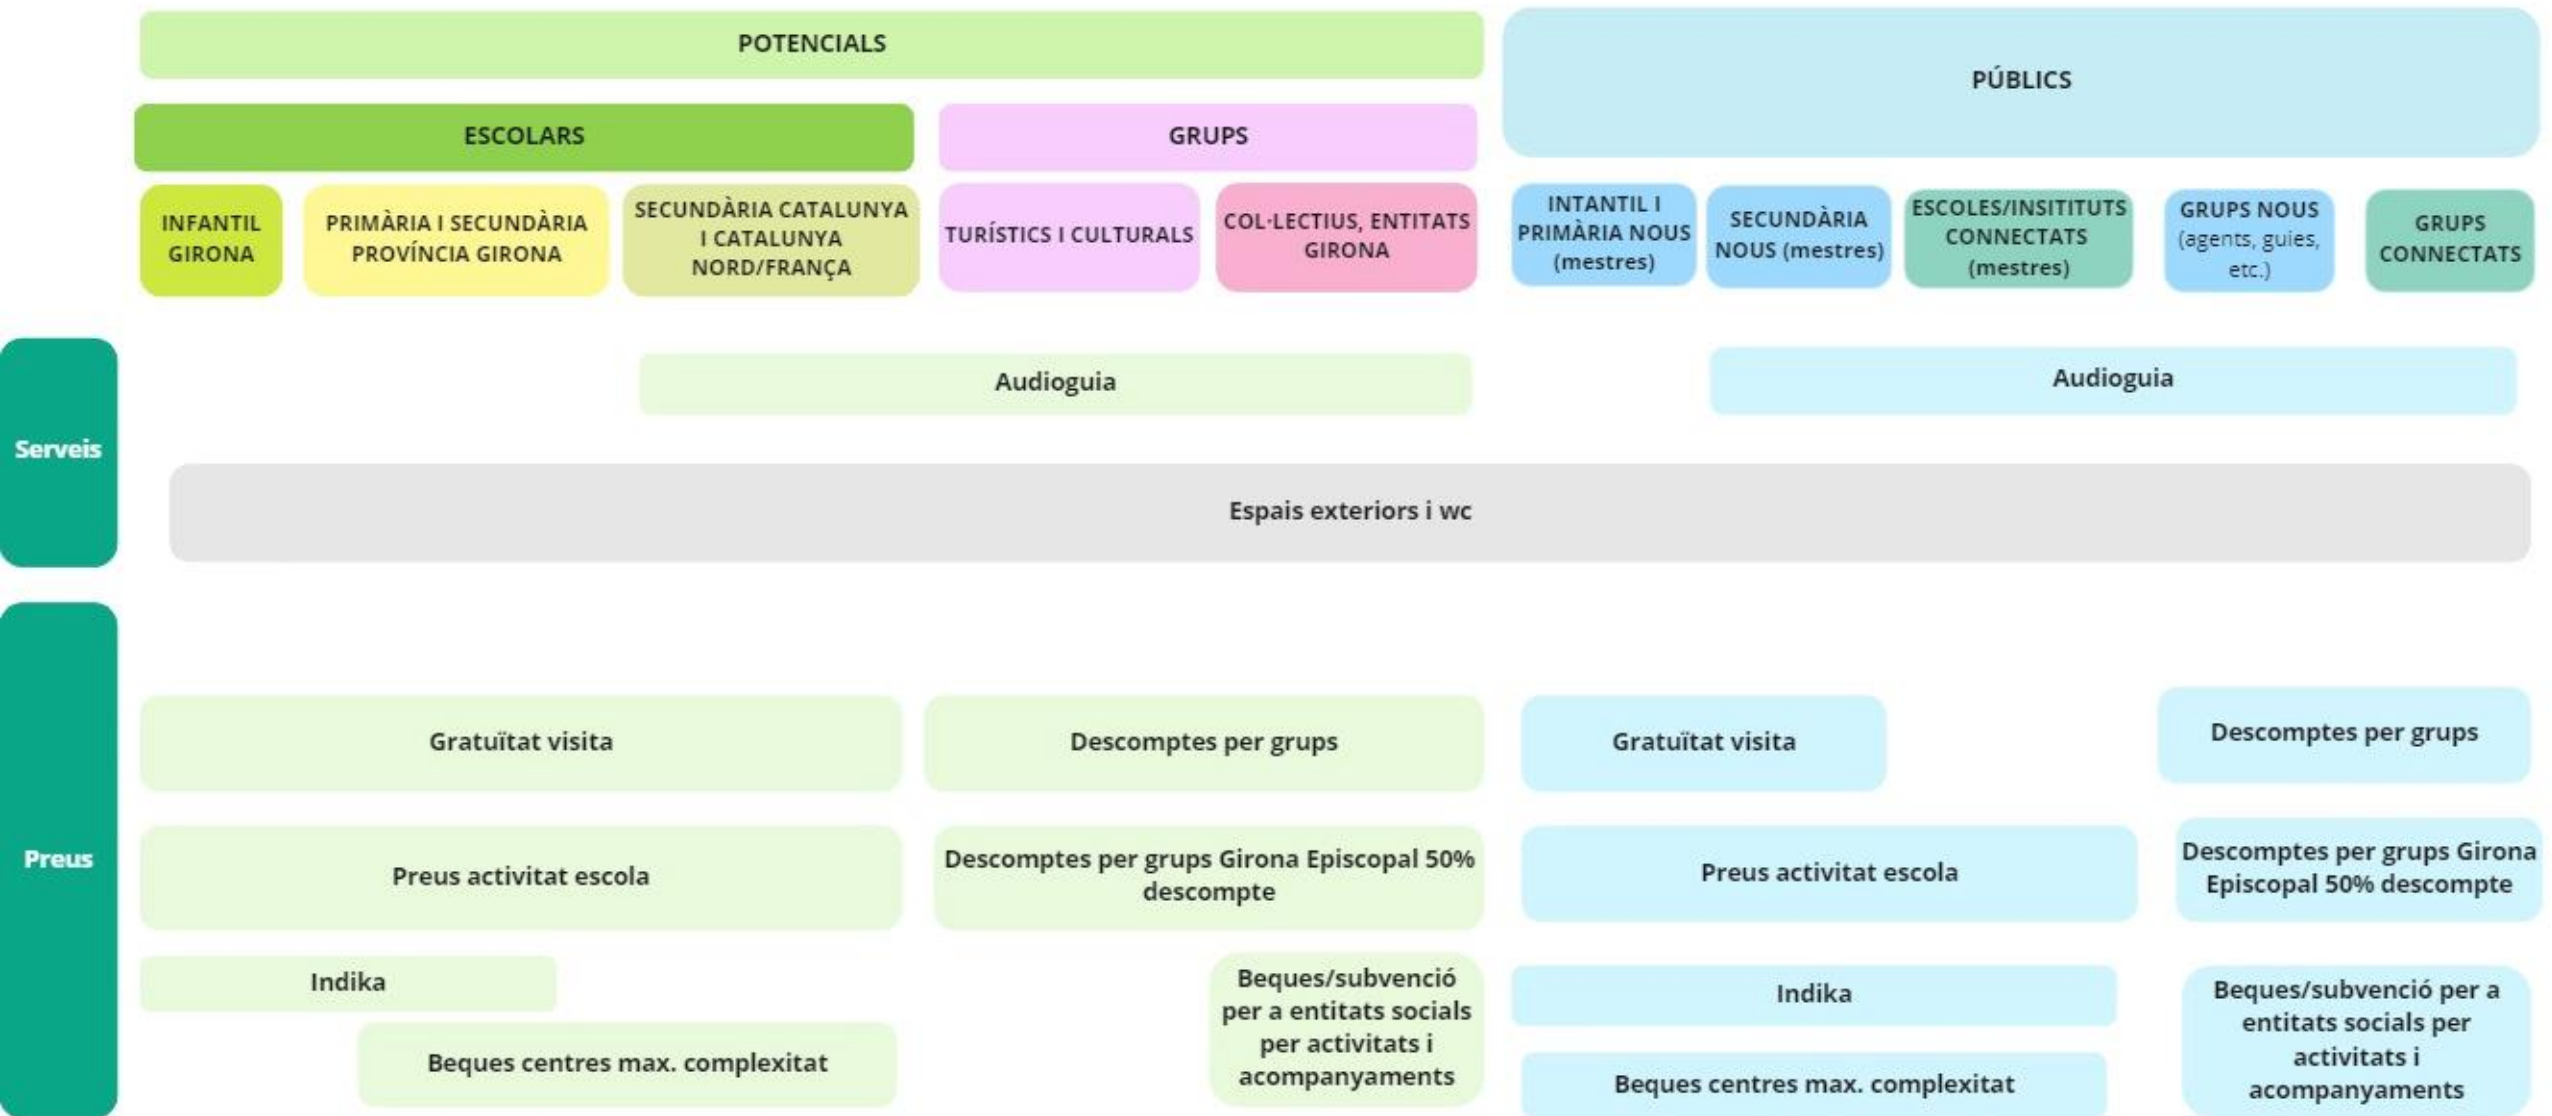 POTENCIALS
PÚBLICS
ESCOLARS
GRUPS
INFANTIL
GIRONA
PRIMÀRIA I SECUNDÀRIA
PROVÍNCIA GIRONA
SECUNDÀRIA CATALUNYA
I CATALUNYA
NORD/FRANÇA
TURÍSTICS I CULTURALS
COL·LECTIUS, ENTITATS
GIRONA
INTANTIL I
PRIMÀRIA NOUS
(mestres)
SECUNDÀRIA
NOUS (mestres)
ESCOLES/INSITITUTS
CONNECTATS
(mestres)
GRUPS NOUS
(agents, guies,
etc.)
GRUPS
CONNECTATS
Serveis
Audioguia
Audioguia
Espais exteriors i wc
Preus
Gratuïtat visita
Descomptes per grups
Gratuïtat visita
Descomptes per grups
Preus activitat escola
Descomptes per grups Girona Episcopal 50%
descompte
Preus activitat escola
Descomptes per grups Girona
Episcopal 50% descompte
Indika
Beques/subvenció
per a entitats socials
per activitats i
acompanyaments
Indika
Beques/subvenció per a
entitats socials per
activitats i
acompanyaments
Beques centres max. complexitat
Beques centres max. complexitat